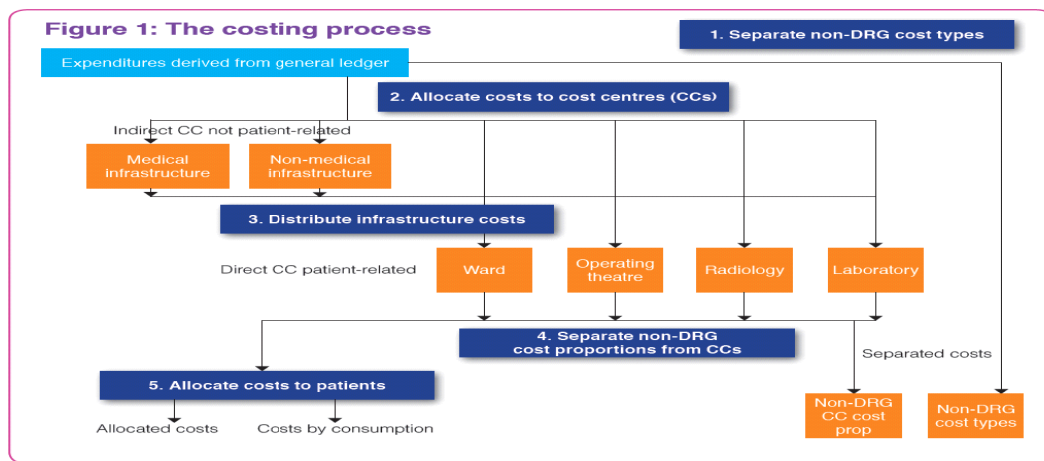 Figure 1: The costing process
1. Separate non-DRG cost types
Expenditures derived from general ledger
2. Allocate costs to cost centres (CCs)
Indirect CC not patient-related
Medical
infrastructure
Non-medical
infrastructure
3. Distribute infrastructure costs
Direct CC patient-related
Ward
Operating
theatre
Radiology
Laboratory
4. Separate non-DRG
cost proportions from CCs
Separated costs
5. Allocate costs to patients
Allocated costs
Costs by consumption
Non-DRG
CC cost
prop
Non-DRG
cost types